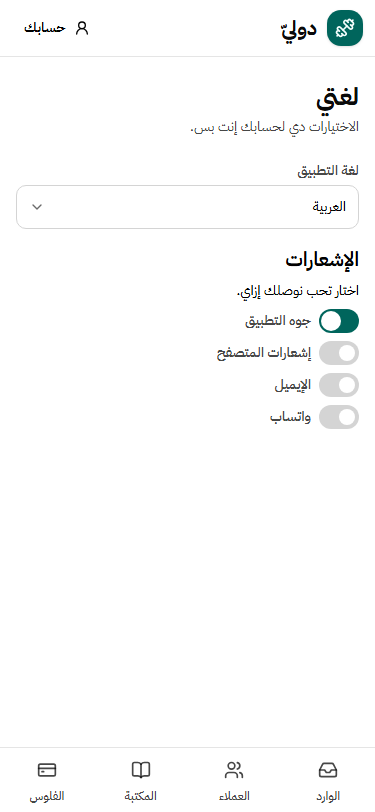 دوليّ
حسابك
لغتي
الاختيارات دي لحسابك إنت بس.
لغة التطبيق
العربية
الإشعارات
اختار تحب نوصلك إزاي.
جوه التطبيق
إشعارات المتصفح
الإيميل
واتساب
الوارد
العملاء
المكتبة
الفلوس